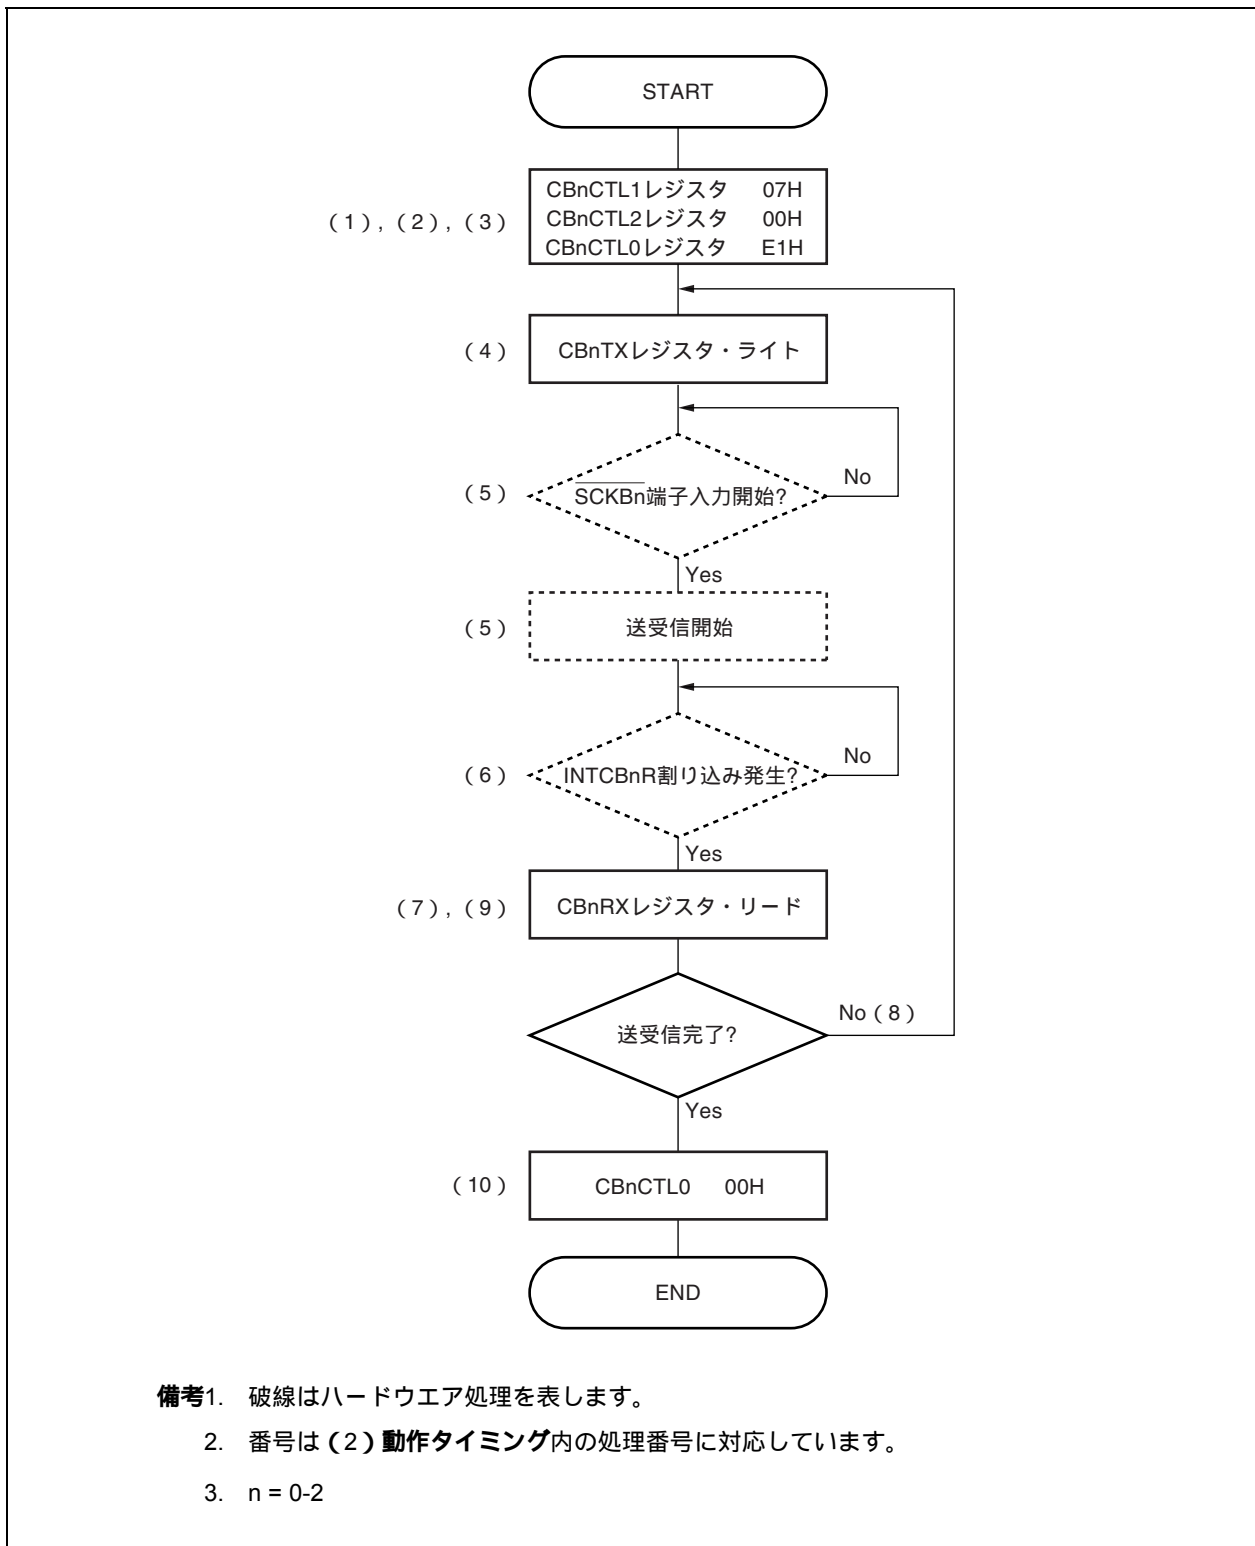 START
CBnCTL1レジスタ 07H
(1), (2), (3) CBnCTL2レジスタ 00H
CBnCTL0レジスタ E1H
(4) CBnTXレジスタ・ライト
(5) SCKBn端子入力開始? No
Yes
(5) 送受信開始
(6) INTCBnR割り込み発生? No
Yes
(7), (9) CBnRXレジスタ・リード
送受信完了? No(8)
Yes
(10) CBnCTL0 00H
END
備考1. 破線はハードウエア処理を表します。
2. 番号は(2)動作タイミング内の処理番号に対応しています。
3. n = 0-2